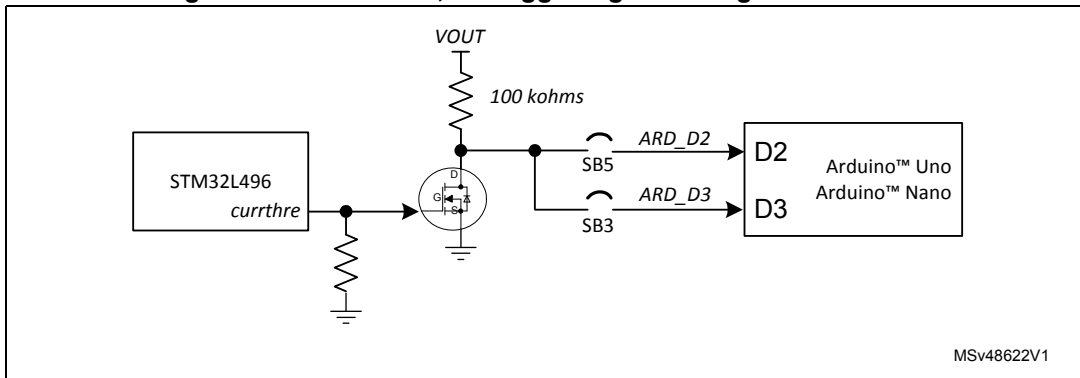 VOUT
100 kohms
STM32L496
currthre
D
G
S
SB5
ARD_D2
SB3
ARD_D3
D2
D3
Arduino™ Uno
Arduino™ Nano
MSv48622V1